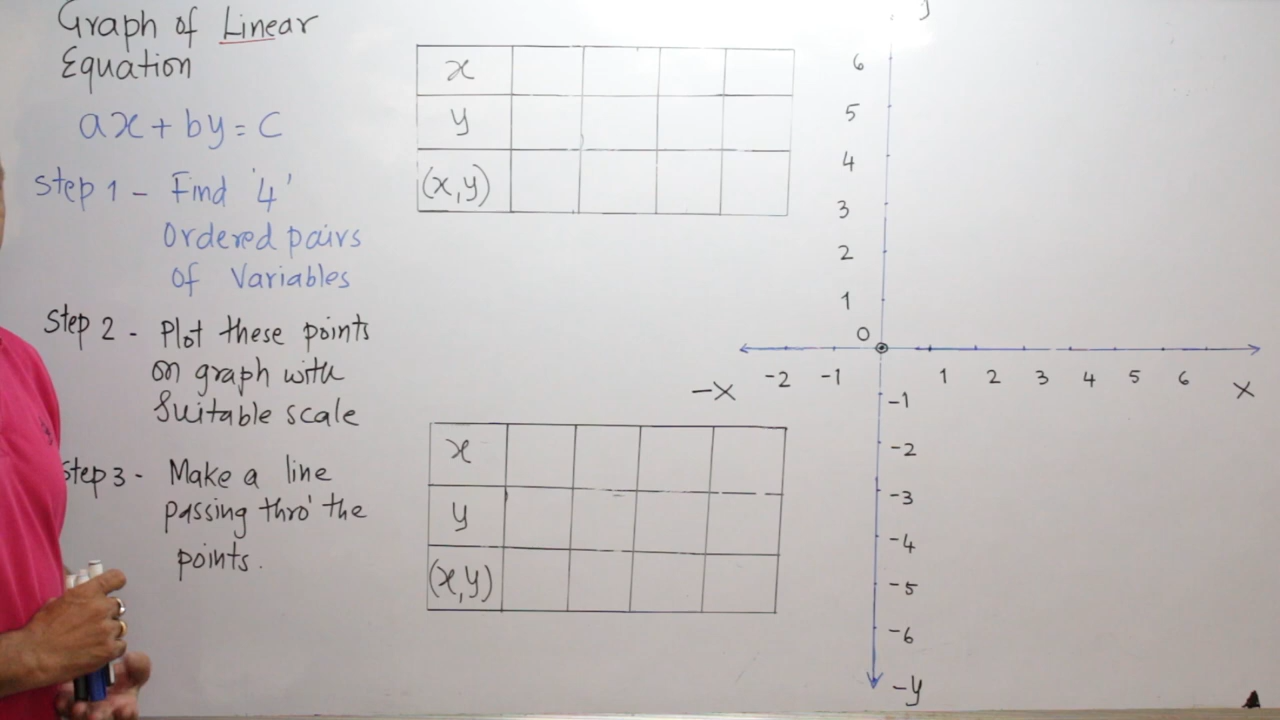 Graph of Linear
Equation
ax + by = c
Step 1 - Find '4'
Ordered pairs
of Variables
Step 2 - Plot these points
on graph with
Suitable scale
Step 3 - Make a line
passing thro' the
points.
x
y
(x,y)
x
y
(x,y)
6
5
4
3
2
1
0
-2 -1 1 2 3 4 5 6
-X X
-1
-2
-3
-4
-5
-6
-y